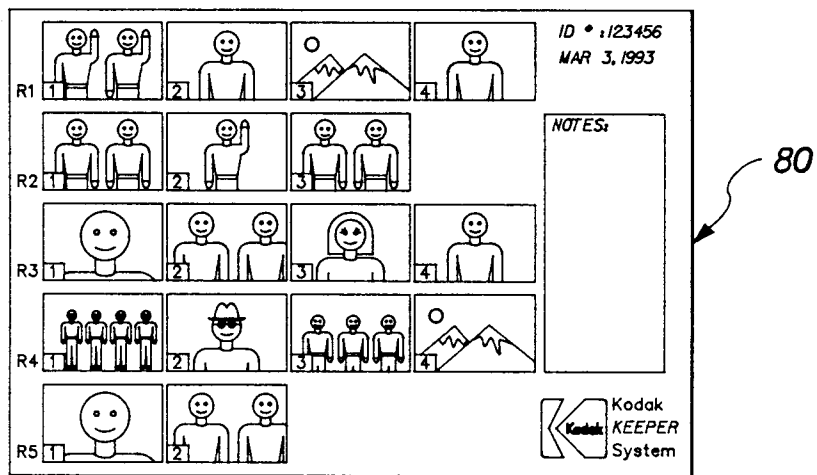 ID # : 123456
MAR 3, 1993
R1 1 2 3 4
NOTES:
R2 1 2 3
80
R3 1 2 3 4
R4 1 2 3 4
R5 1 2
Kodak
Kodak KEEPER
System